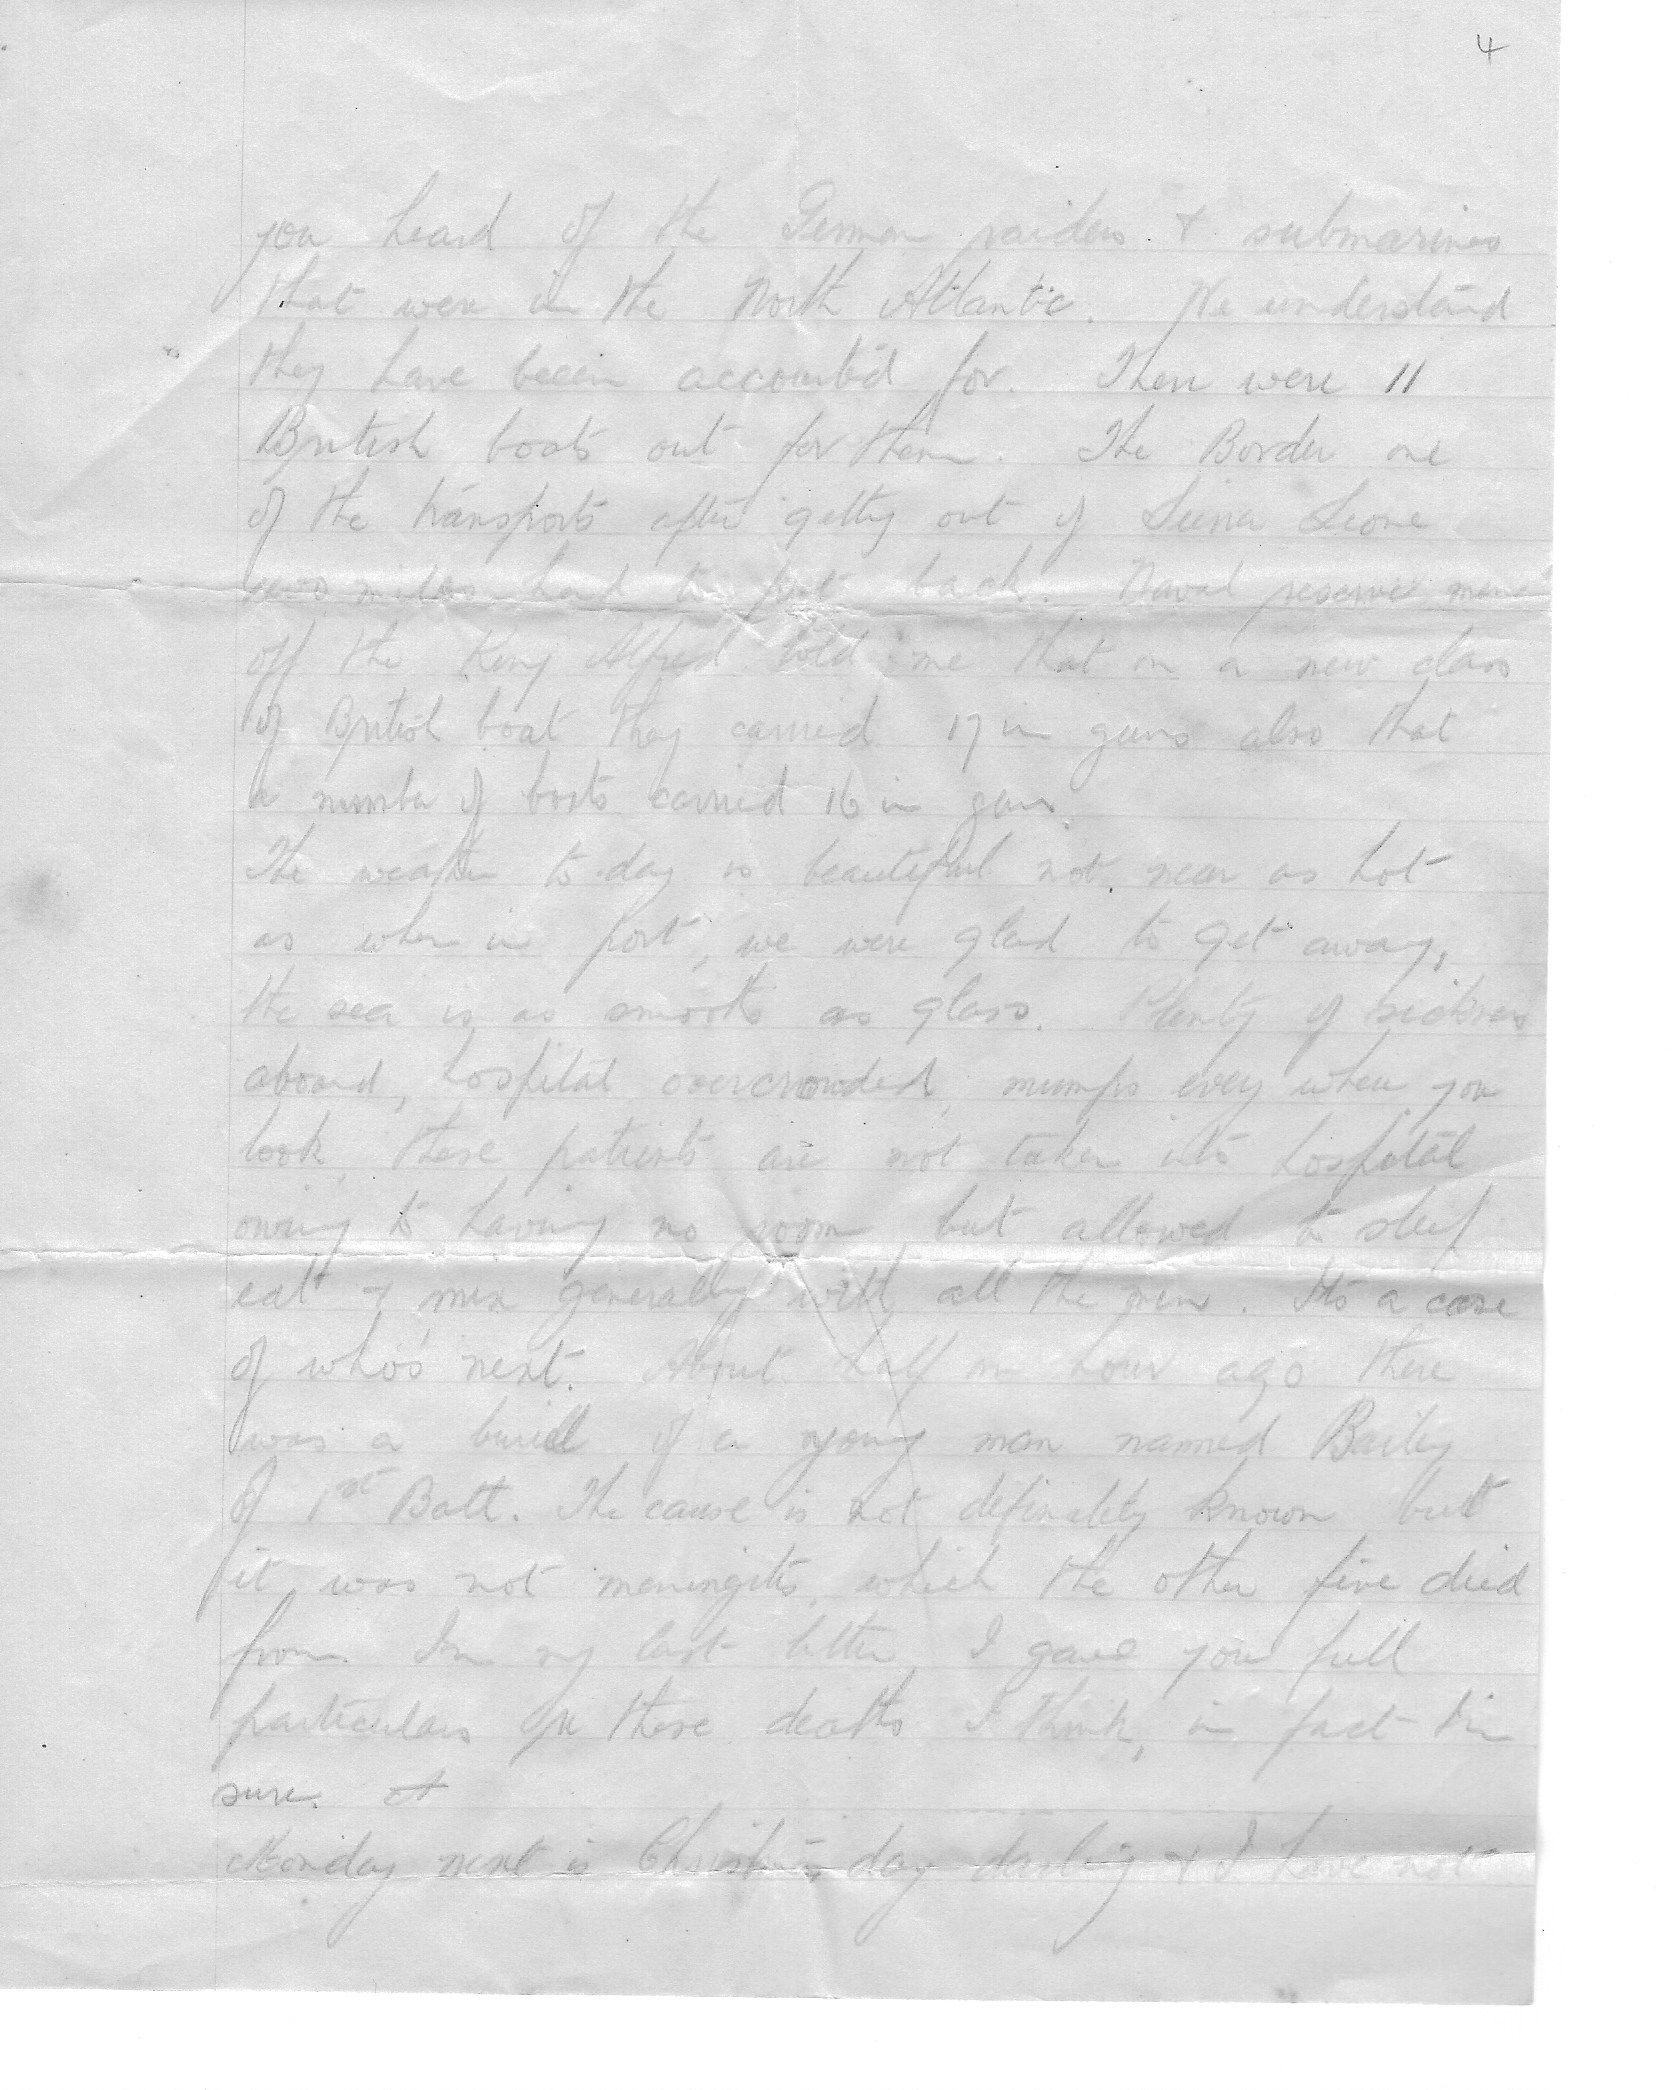 4
you heard of the German raiders & submarines
that were in the North Atlantic. We understand
they have been accounted for. There were 11
British boats out for them. The Border one
of the transports after getting out of Sierra Leone
miles had to put back. Naval reserve men
off the King Alfred told me that on a new class
of British boat they carried 17 in guns also that
a number of boats carried 16 in guns.
The weather to-day is beautiful not near as hot
as when in port, we were glad to get away,
the sea is as smooth as glass. Plenty of sickness
aboard, hospital overcrowded, mumps every where you
look, these patients are not taken into hospital
owing to having no room but allowed to sleep
eat & mix generally with all the men. Its a case
of who's next. About half an hour ago there
was a buriel of a young man named Bailey
of 1st Batt. The cause is not definately known but
it was not meningitis, which the other five died
from. In my last letter I gave you full
particulars these deaths I think, in fact I'm
sure.
Monday next is Christmas day darling & I have not